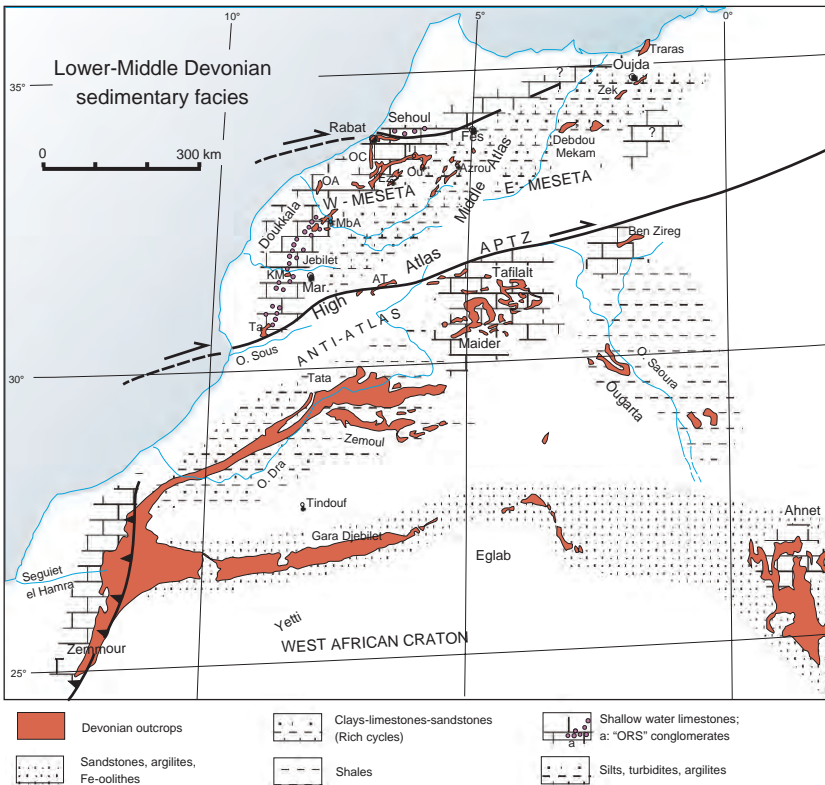 10°
5°
0°
35°
Lower-Middle Devonian
sedimentary facies
0
300 km
Traras
Oujda
?
Zek
Sehoul
Rabat
Fès
?
Debdou
Mekam
OC
Azrou
Ou
OA
W - MESETA
Middle Atlas
E - MESETA
Doukkala
MbA
Ben Zireg
APTZ
Jebilet
KM
Mar.
AT
High
Atlas
Tafilalt
Ta
O. Sous
ANTI-ATLAS
Maider
30°
O. Saoura
Tata
Ougarta
Zemoul
O. Dra
Tindouf
Ahnet
Gara Djebilet
Eglab
Seguiet
el Hamra
Yetti
WEST AFRICAN CRATON
Zemmour
25°
Devonian outcrops
Clays-limestones-sandstones
(Rich cycles)
Shallow water limestones;
a: “ORS” conglomerates
a
Sandstones, argilites,
Fe-oolithes
Shales
Silts, turbidites, argilites